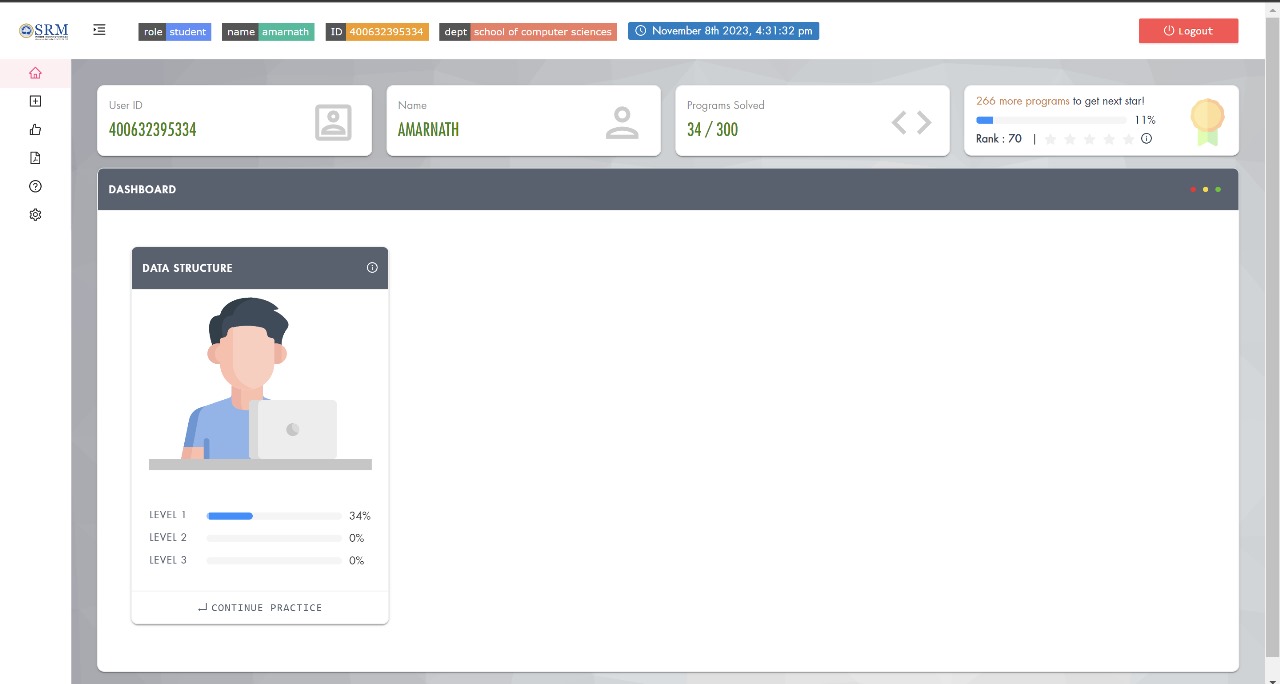 SRM
role student name amarnath ID 400632395334 dept school of computer sciences November 8th 2023, 4:31:32 pm Logout
User ID
400632395334
Name
AMARNATH
Programs Solved
34 / 300
266 more programs to get next star!
11%
Rank : 70 |
DASHBOARD
DATA STRUCTURE
LEVEL 1 34%
LEVEL 2 0%
LEVEL 3 0%
CONTINUE PRACTICE